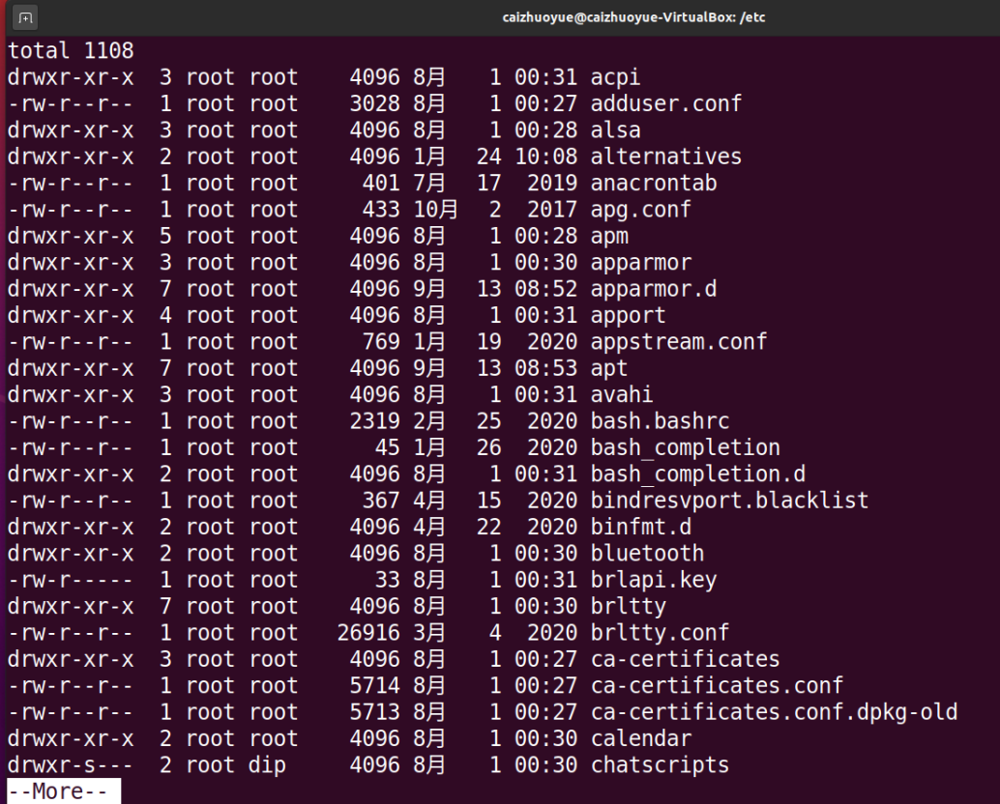 caizhuoyue@caizhuoyue-VirtualBox: /etc
total 1108
drwxr-xr-x  3 root root    4096 8月   1 00:31 acpi
-rw-r--r--  1 root root    3028 8月   1 00:27 adduser.conf
drwxr-xr-x  3 root root    4096 8月   1 00:28 alsa
drwxr-xr-x  2 root root    4096 1月  24 10:08 alternatives
-rw-r--r--  1 root root     401 7月  17  2019 anacrontab
-rw-r--r--  1 root root     433 10月  2  2017 apg.conf
drwxr-xr-x  5 root root    4096 8月   1 00:28 apm
drwxr-xr-x  3 root root    4096 8月   1 00:30 apparmor
drwxr-xr-x  7 root root    4096 9月  13 08:52 apparmor.d
drwxr-xr-x  4 root root    4096 8月   1 00:31 apport
-rw-r--r--  1 root root     769 1月  19  2020 appstream.conf
drwxr-xr-x  7 root root    4096 9月  13 08:53 apt
drwxr-xr-x  3 root root    4096 8月   1 00:31 avahi
-rw-r--r--  1 root root    2319 2月  25  2020 bash.bashrc
-rw-r--r--  1 root root      45 1月  26  2020 bash_completion
drwxr-xr-x  2 root root    4096 8月   1 00:31 bash_completion.d
-rw-r--r--  1 root root     367 4月  15  2020 bindresvport.blacklist
drwxr-xr-x  2 root root    4096 4月  22  2020 binfmt.d
drwxr-xr-x  2 root root    4096 8月   1 00:30 bluetooth
-rw-r-----  1 root root      33 8月   1 00:31 brlapi.key
drwxr-xr-x  7 root root    4096 8月   1 00:30 brltty
-rw-r--r--  1 root root   26916 3月   4  2020 brltty.conf
drwxr-xr-x  3 root root    4096 8月   1 00:27 ca-certificates
-rw-r--r--  1 root root    5714 8月   1 00:27 ca-certificates.conf
-rw-r--r--  1 root root    5713 8月   1 00:27 ca-certificates.conf.dpkg-old
drwxr-xr-x  2 root root    4096 8月   1 00:30 calendar
drwxr-s---  2 root dip     4096 8月   1 00:30 chatscripts
--More--